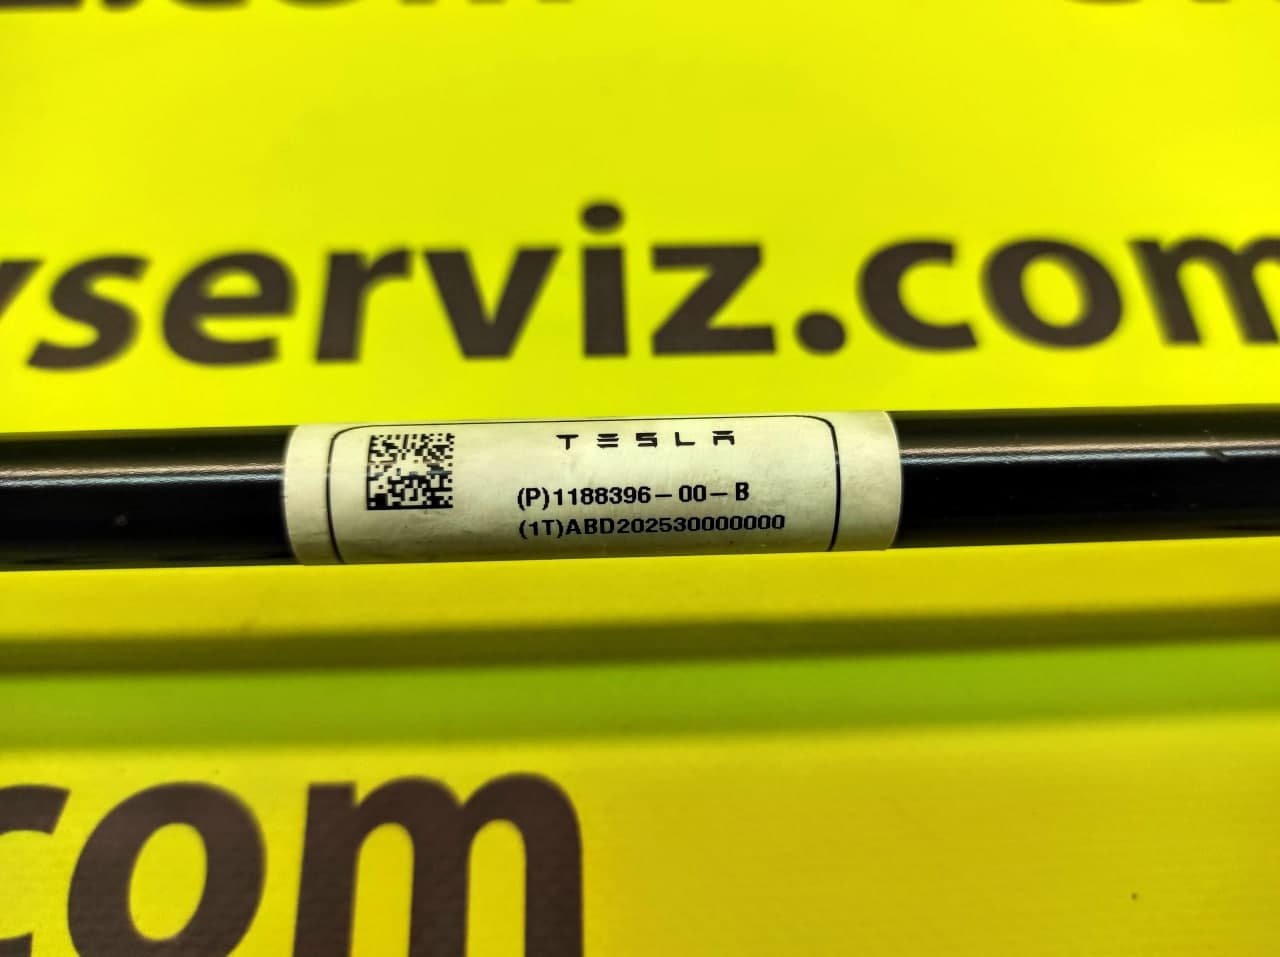 yserviz.com
TESLA
(P)1188396-00-B
(1T)ABD202530000000
com